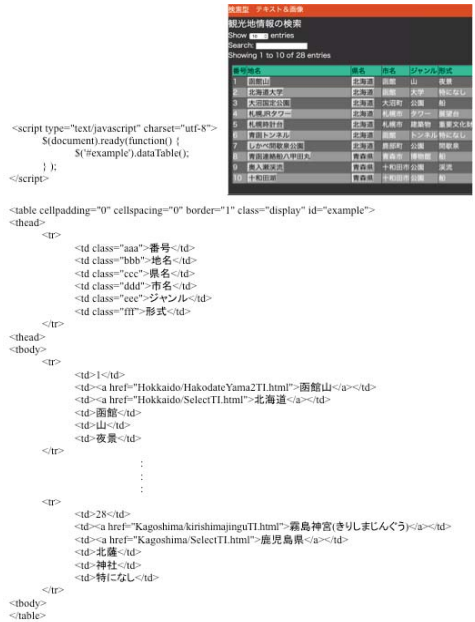 検索型 テキスト＆画像
観光地情報の検索
Show 10 entries
Search:
Showing 1 to 10 of 28 entries
番号 地名 県名 市名 ジャンル 形式
1 函館山 北海道 函館 山 夜景
2 北海道大学 北海道 札幌市 大学 特になし
3 大沼国定公園 北海道 大沼町 公園 船
4 札幌JRタワー 北海道 札幌市 タワー 展望台
5 札幌時計台 北海道 札幌市 建築物 重要文化財
6 青函トンネル 北海道 函館 トンネル 特になし
7 しかべ間歇泉公園 北海道 鹿部町 公園 間歇泉
8 青函連絡船八甲田丸 青森県 青森市 博物館 船
9 奥入瀬渓流 青森県 十和田市 公園 渓流
10 十和田湖 青森県 十和田市 公園 船
<script type="text/javascript" charset="utf-8">
$(document).ready(function() {
$('#example').dataTable();
} );
</script>
<table cellpadding="0" cellspacing="0" border="1" class="display" id="example">
<thead>
<tr>
<td class="aaa">番号</td>
<td class="bbb">地名</td>
<td class="ccc">県名</td>
<td class="ddd">市名</td>
<td class="eee">ジャンル</td>
<td class="fff">形式</td>
</tr>
<thead>
<tbody>
<tr>
<td>1</td>
<td><a href="Hokkaido/HakodateYama2TI.html">函館山</a></td>
<td><a href="Hokkaido/SelectTI.html">北海道</a></td>
<td>函館</td>
<td>山</td>
<td>夜景</td>
</tr>
:
:
:
<tr>
<td>28</td>
<td><a href="Kagoshima/kirishimajinguTI.html">霧島神宮(きりしまじんぐう)</a></td>
<td><a href="Kagoshima/SelectTI.html">鹿児島県</a></td>
<td>北薩</td>
<td>神社</td>
<td>特になし</td>
</tr>
<tbody>
</table>